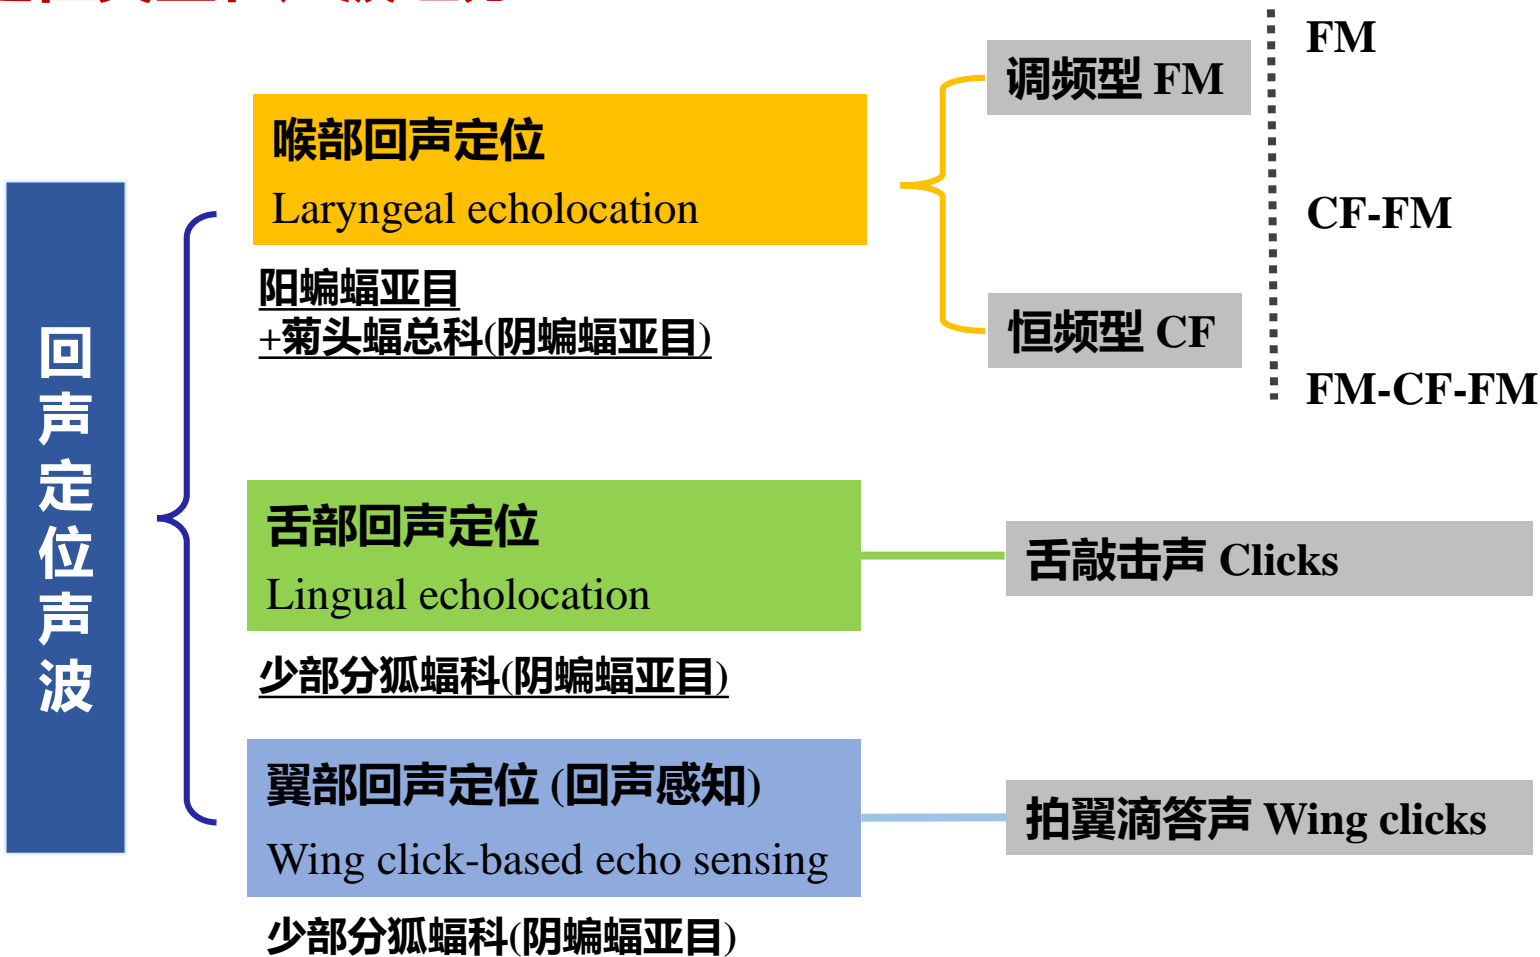 FM
调频型 FM
喉部回声定位
Laryngeal echolocation
CF-FM
阳蝙蝠亚目
+菊头蝠总科(阴蝙蝠亚目)
恒频型 CF
FM-CF-FM
回声定位声波
舌部回声定位
Lingual echolocation
舌敲击声 Clicks
少部分狐蝠科(阴蝙蝠亚目)
翼部回声定位 (回声感知)
Wing click-based echo sensing
拍翼滴答声 Wing clicks
少部分狐蝠科(阴蝙蝠亚目)